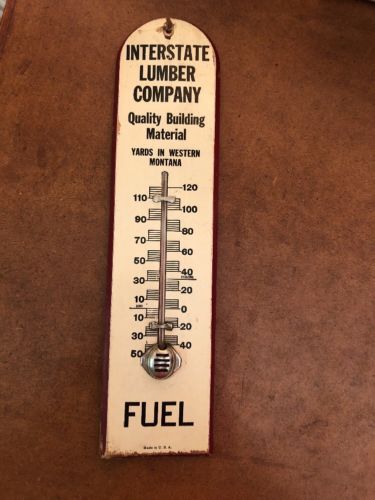 INTERSTATE
LUMBER
COMPANY
Quality Building
Material
YARDS IN WESTERN
MONTANA
120
110
100
90
80
70
60
50
40
30
20
10
0
10
20
30
40
50
FUEL
Made in U. S. A.